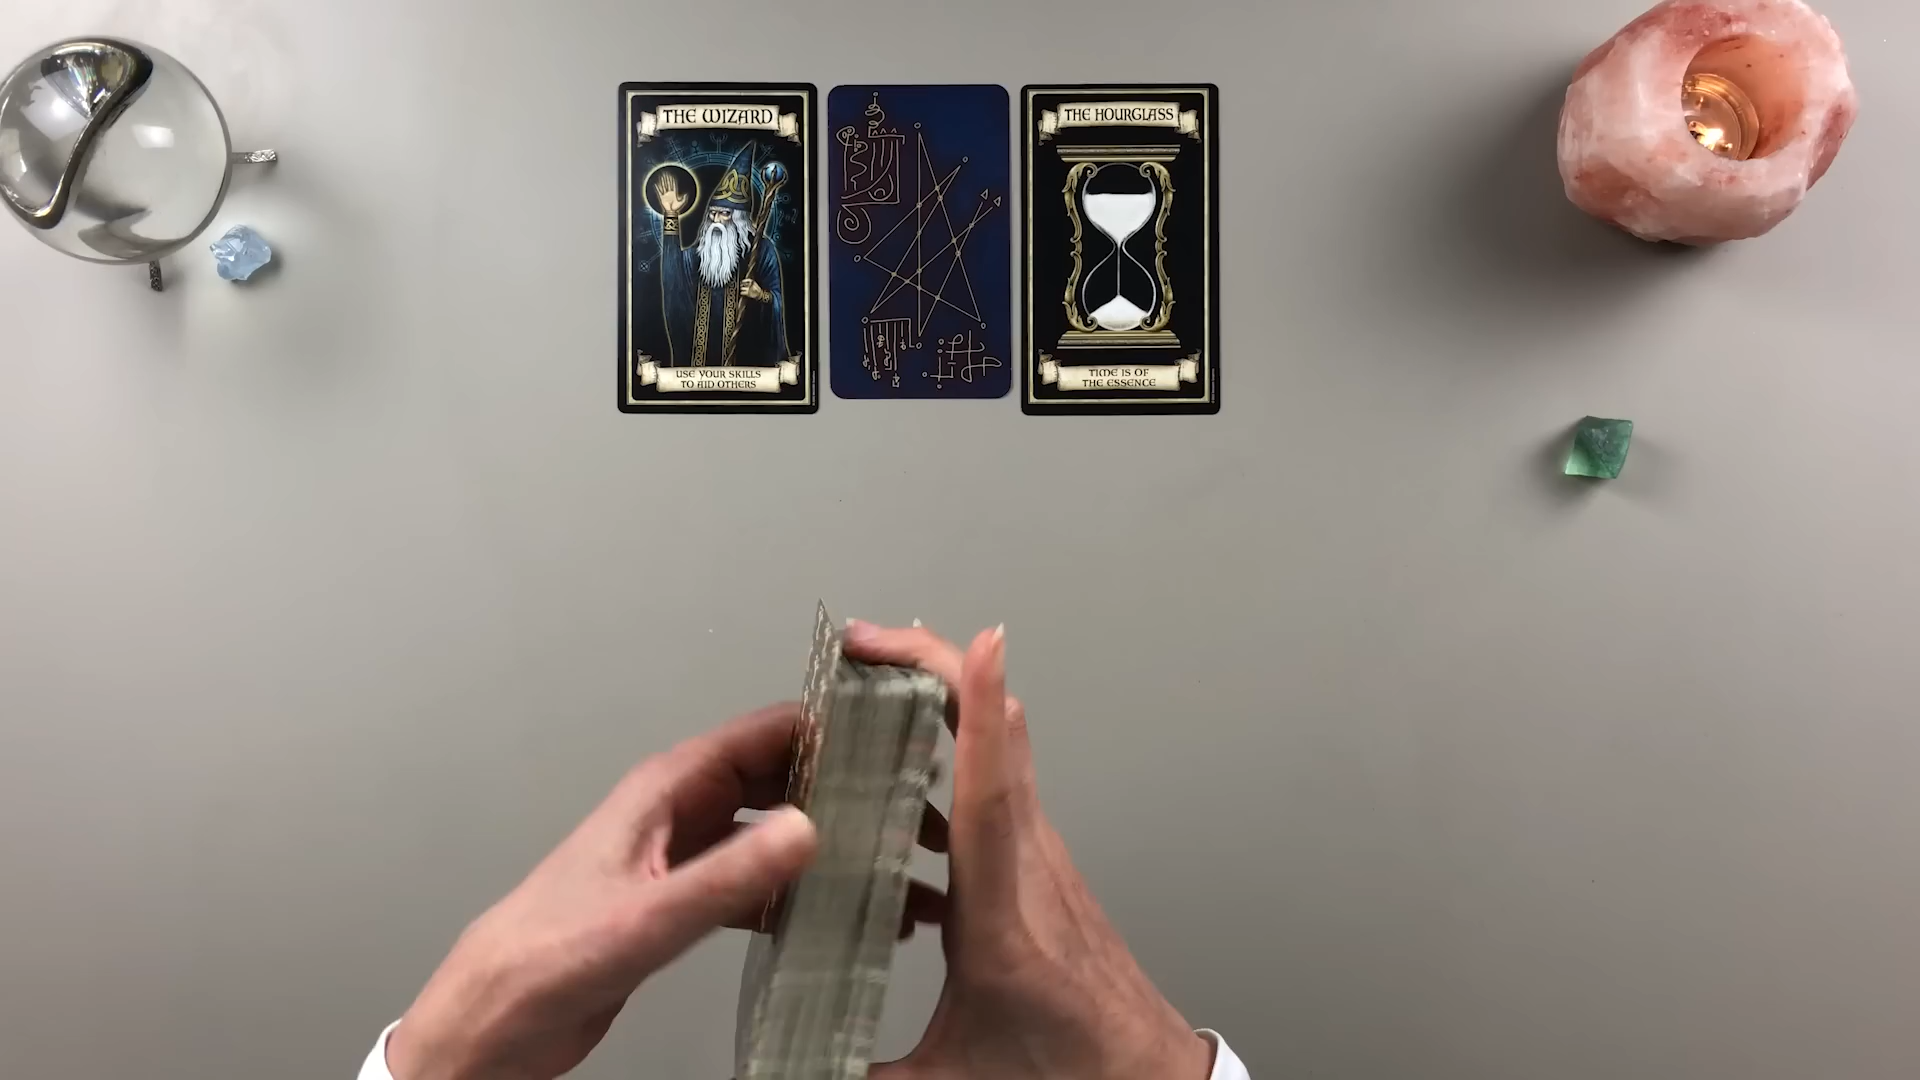 THE WIZARD
USE YOUR SKILLS
TO AID OTHERS
THE HOURGLASS
TIME IS OF
THE ESSENCE